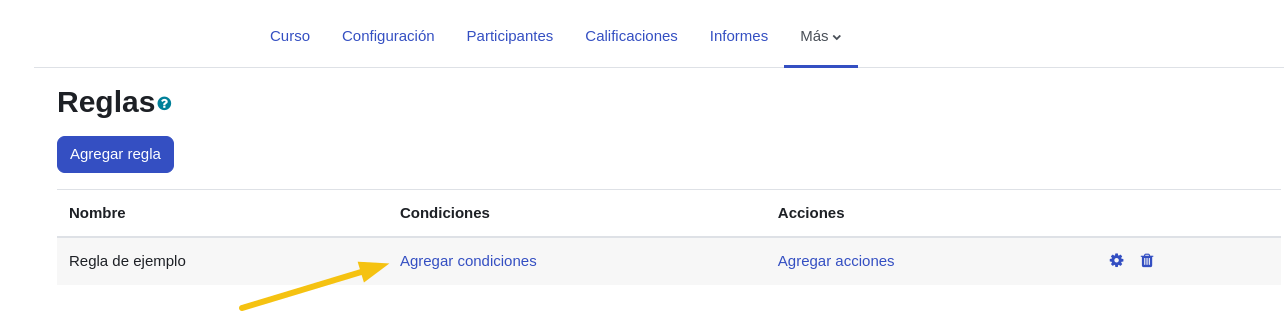 Curso Configuración Participantes Calificaciones Informes Más
Reglas
Agregar regla
Nombre Condiciones Acciones
Regla de ejemplo Agregar condiciones Agregar acciones